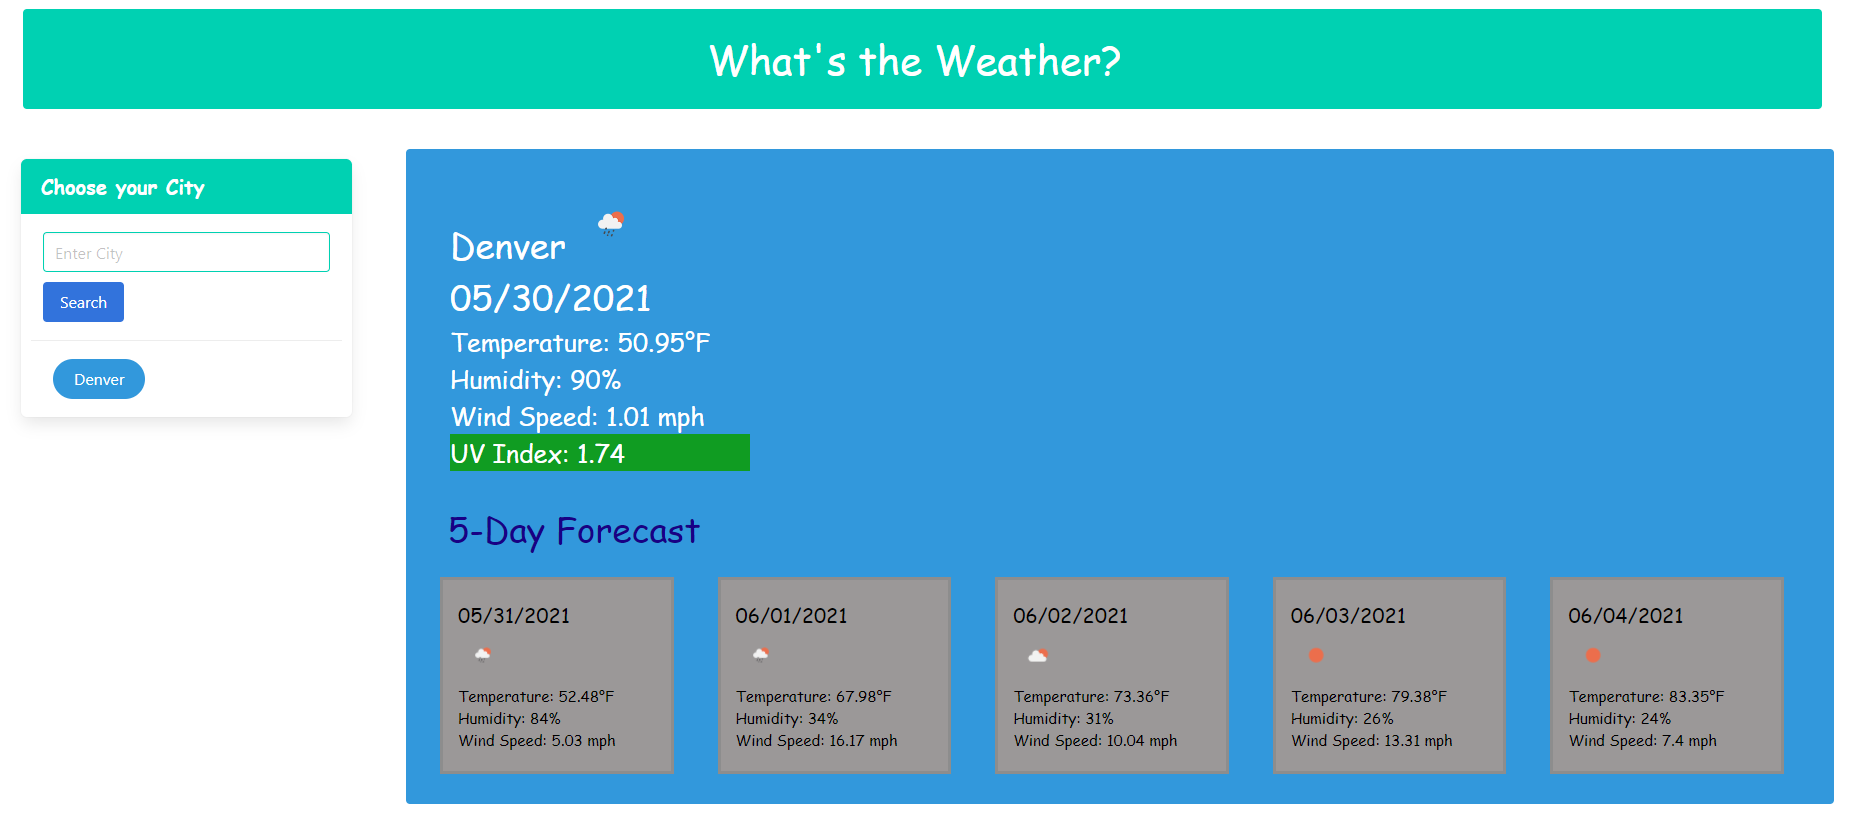 What's the Weather?
Choose your City
Enter City
Search
Denver
Denver
05/30/2021
Temperature: 50.95°F
Humidity: 90%
Wind Speed: 1.01 mph
UV Index: 1.74
5-Day Forecast
05/31/2021
Temperature: 52.48°F
Humidity: 84%
Wind Speed: 5.03 mph
06/01/2021
Temperature: 67.98°F
Humidity: 34%
Wind Speed: 16.17 mph
06/02/2021
Temperature: 73.36°F
Humidity: 31%
Wind Speed: 10.04 mph
06/03/2021
Temperature: 79.38°F
Humidity: 26%
Wind Speed: 13.31 mph
06/04/2021
Temperature: 83.35°F
Humidity: 24%
Wind Speed: 7.4 mph